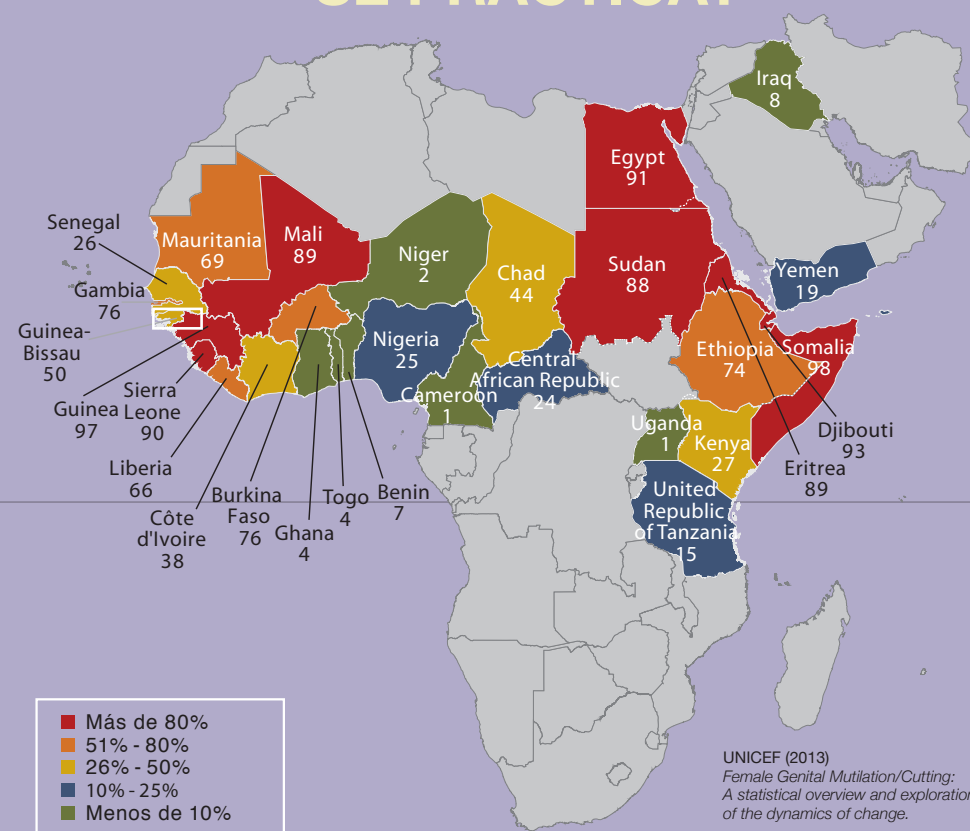 SE PRACTICA?
Iraq
8
Egypt
91
Senegal
26
Mauritania
69
Mali
89
Niger
2
Chad
44
Sudan
88
Yemen
19
Gambia
76
Guinea-
Bissau
50
Nigeria
25
Ethiopia
74
Somalia
98
Central
African Republic
24
Cameroon
1
Sierra
Leone
90
Guinea
97
Uganda
1
Kenya
27
Djibouti
93
Eritrea
89
Liberia
66
Burkina
Faso
76
Togo
4
Benin
7
United
Republic
of Tanzania
15
Côte
d'Ivoire
38
Ghana
4
Más de 80%
51% - 80%
26% - 50%
10% - 25%
Menos de 10%
UNICEF (2013)
Female Genital Mutilation/Cutting:
A statistical overview and exploration
of the dynamics of change.